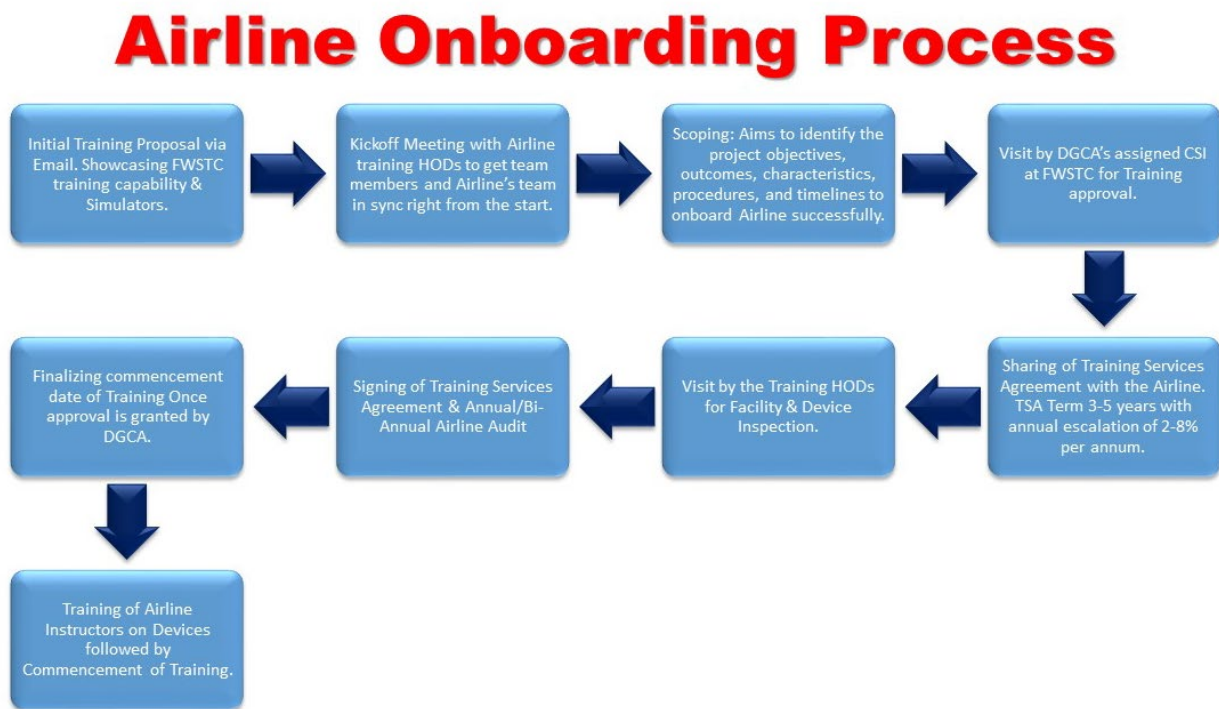 Airline Onboarding Process
Initial Training Proposal via
Email. Showcasing FWSTC
training capability &
Simulators.
Kickoff Meeting with Airline
training HODs to get team
members and Airline's team
in sync right from the start.
Scoping: Aims to identify the
project objectives,
outcomes, characteristics,
procedures, and timelines to
onboard Airline successfully.
Visit by DGCA's assigned CSI
at FWSTC for Training
approval.
Sharing of Training Services
Agreement with the Airline.
TSA Term 3-5 years with
annual escalation of 2-8%
per annum.
Visit by the Training HODs
for Facility & Device
Inspection.
Signing of Training Services
Agreement & Annual/Bi-
Annual Airline Audit
Finalizing commencement
date of Training Once
approval is granted by
DGCA.
Training of Airline
Instructors on Devices
followed by
Commencement of Training.